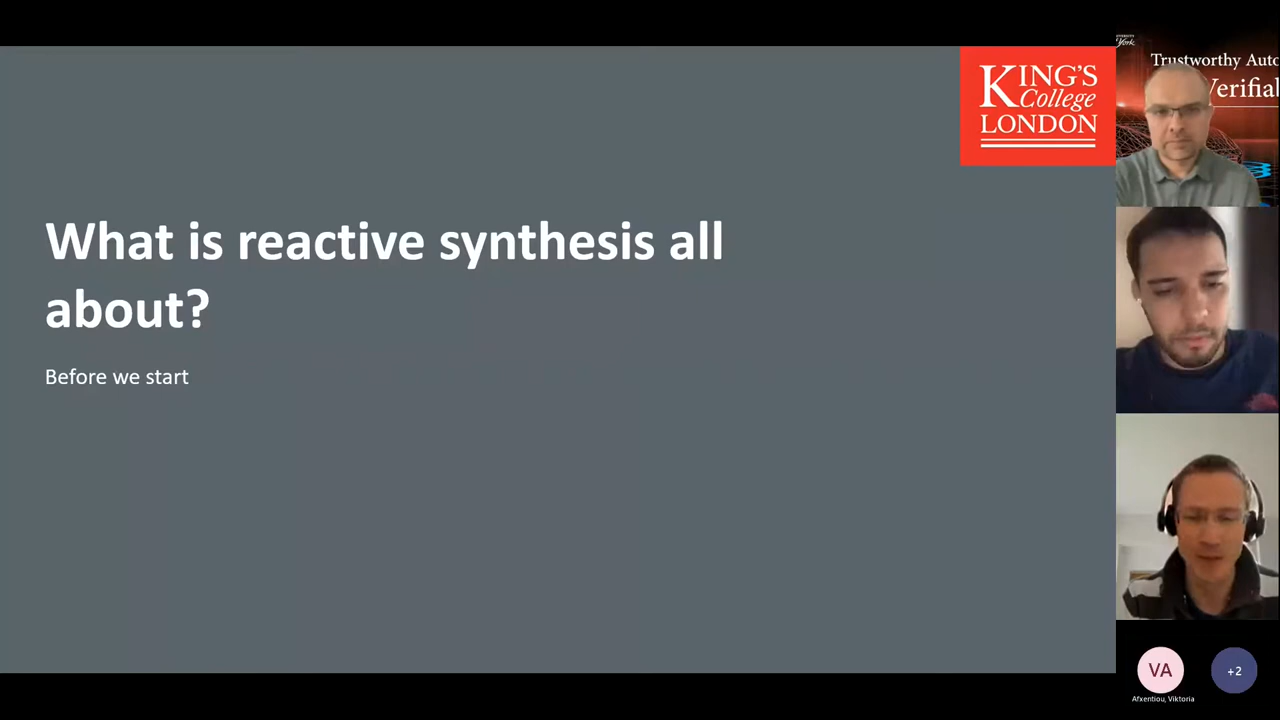 KING'S
College
LONDON
What is reactive synthesis all
about?
Before we start
York
Trustworthy Auto
Verifial
VA
+2
Afxentiou, Viktoria